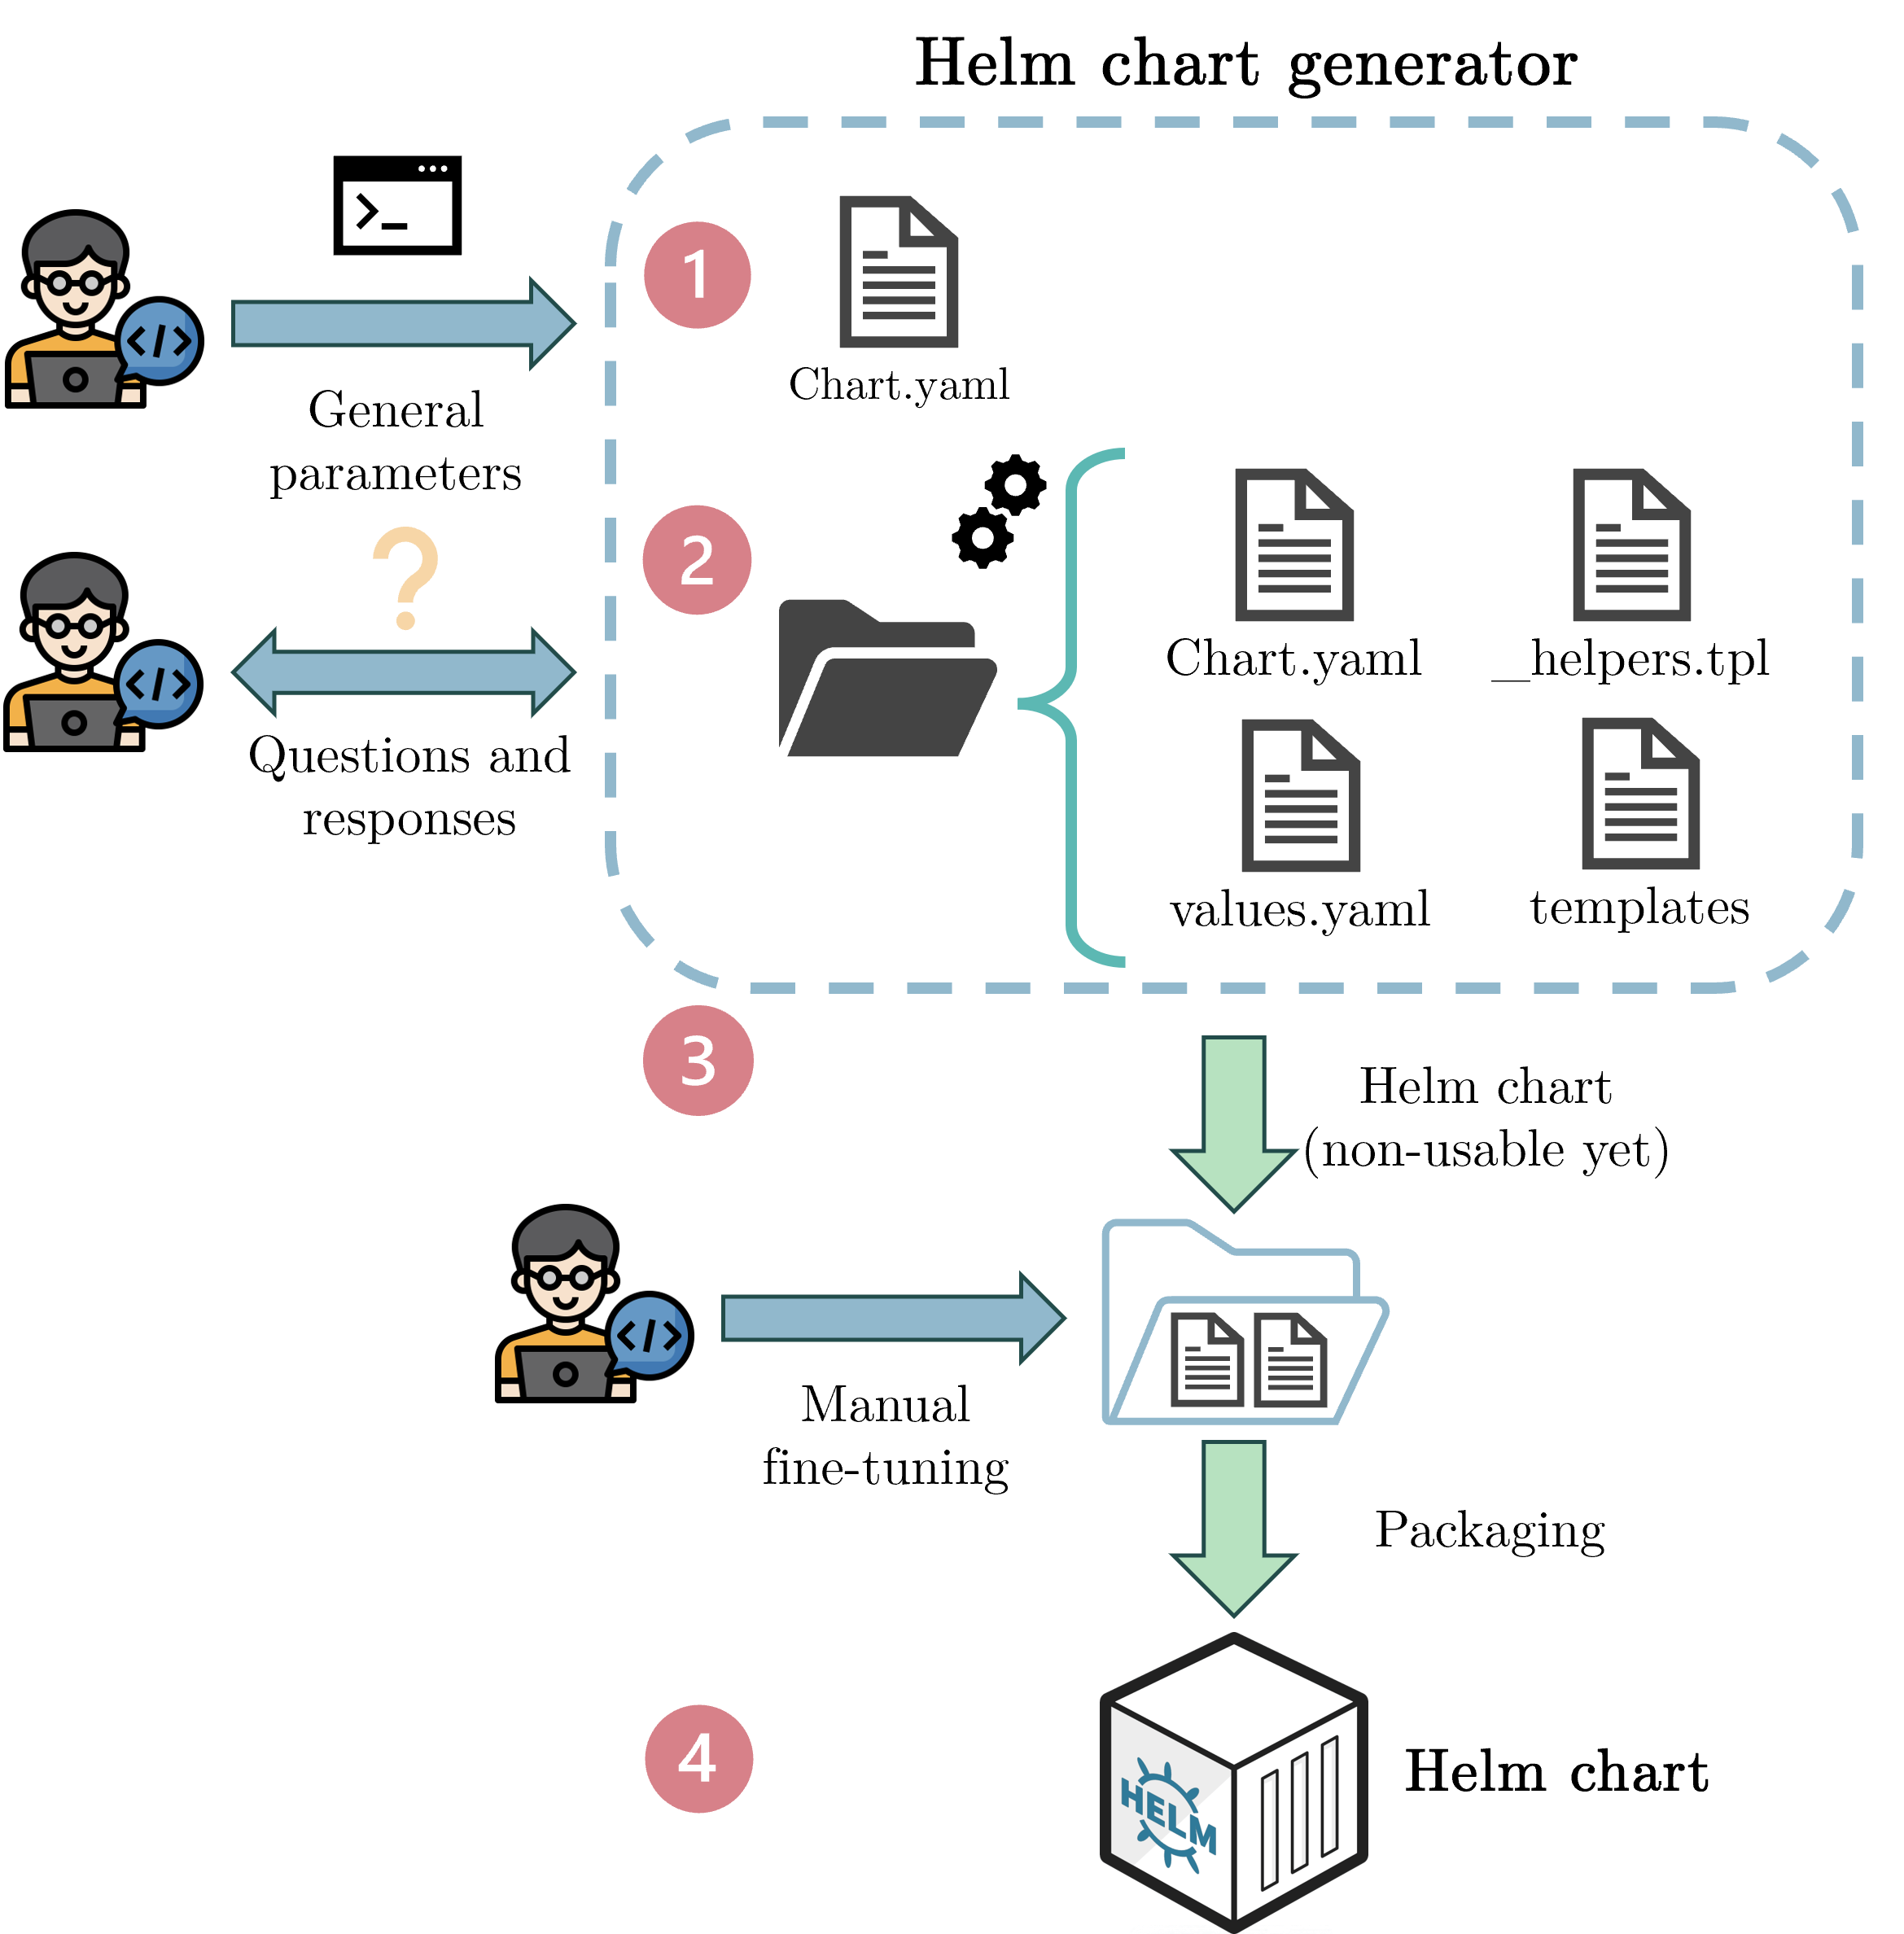 Helm chart generator
>_
</>
1
Chart.yaml
General
parameters
2
?
</>
Chart.yaml
_helpers.tpl
Questions and
responses
values.yaml
templates
3
Helm chart
(non-usable yet)
</>
Manual
fine-tuning
Packaging
4
HELM
Helm chart